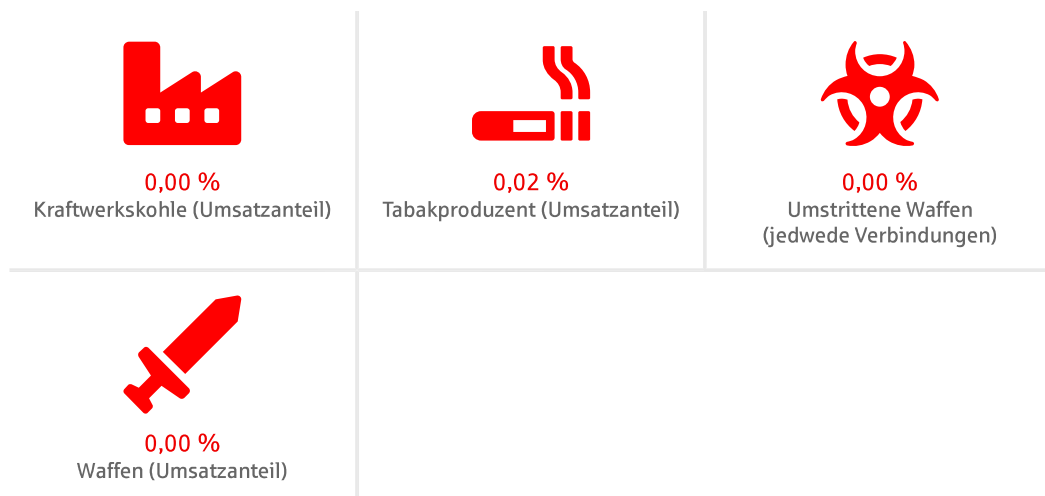 0,00 %
Kraftwerkskohle (Umsatzanteil)
0,02 %
Tabakproduzent (Umsatzanteil)
0,00 %
Umstrittene Waffen
(jedwede Verbindungen)
0,00 %
Waffen (Umsatzanteil)